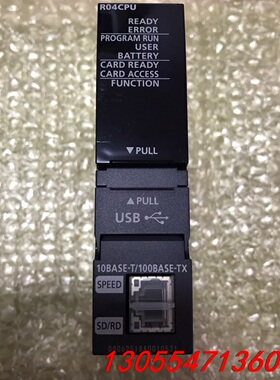 R04CPU
READY
ERROR
PROGRAM RUN
USER
BATTERY
CARD READY
CARD ACCESS
FUNCTION
▼ PULL
▲ PULL
USB
10BASE-T/100BASE-TX
SPEED
SD/RD
13055471360